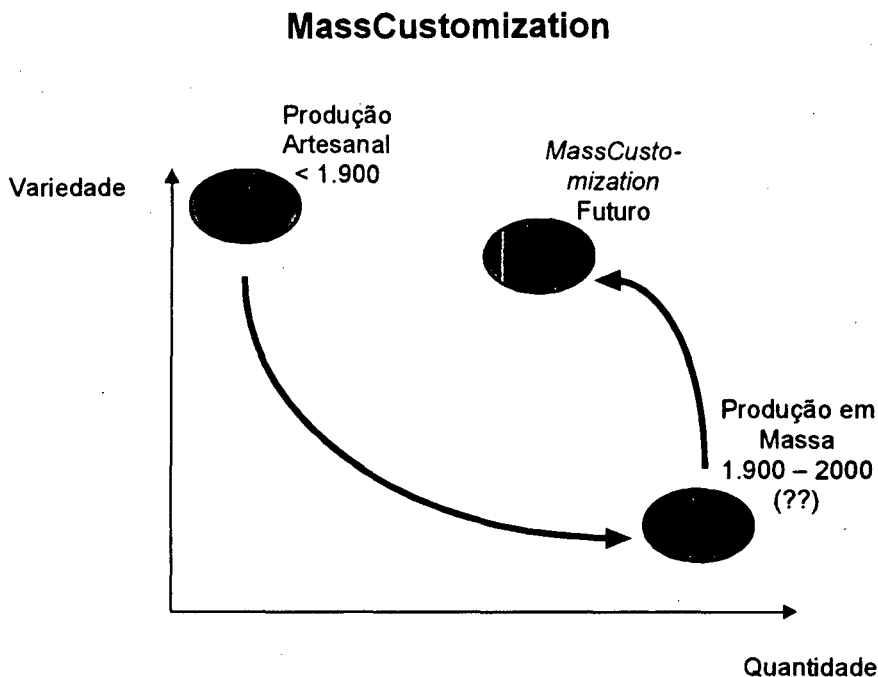 MassCustomization
Produção
Artesanal
< 1.900
Variedade
MassCusto-
mization
Futuro
Produção em
Massa
1.900 – 2000
(??)
Quantidade